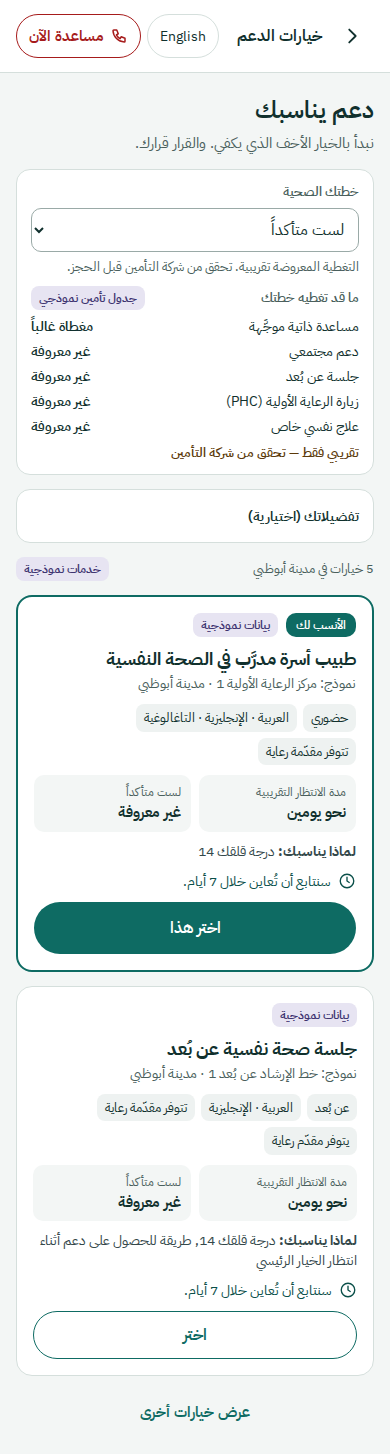 خيارات الدعم
English
مساعدة الآن
دعم يناسبك
نبدأ بالخيار الأخف الذي يكفي. والقرار قرارك.
خطتك الصحية
لست متأكداً
التغطية المعروضة تقريبية. تحقق من شركة التأمين قبل الحجز.
ما قد تغطيه خطتك
جدول تأمين نموذجي
مساعدة ذاتية موجَّهة
مغطاة غالباً
دعم مجتمعي
غير معروفة
جلسة عن بُعد
غير معروفة
زيارة الرعاية الأولية (PHC)
غير معروفة
علاج نفسي خاص
غير معروفة
تقريبي فقط — تحقق من شركة التأمين
تفضيلاتك (اختيارية)
5 خيارات في مدينة أبوظبي
خدمات نموذجية
الأنسب لك
بيانات نموذجية
طبيب أسرة مدرَّب في الصحة النفسية
نموذج: مركز الرعاية الأولية 1 · مدينة أبوظبي
حضوري
العربية · الإنجليزية · التاغالوغية
تتوفر مقدّمة رعاية
مدة الانتظار التقريبية
لست متأكداً
نحو يومين
غير معروفة
لماذا يناسبك: درجة قلقك 14
سنتابع أن تُعاين خلال 7 أيام.
اختر هذا
بيانات نموذجية
جلسة صحة نفسية عن بُعد
نموذج: خط الإرشاد عن بُعد 1 · مدينة أبوظبي
عن بُعد
العربية · الإنجليزية
تتوفر مقدّمة رعاية
يتوفر مقدّم رعاية
مدة الانتظار التقريبية
لست متأكداً
نحو يومين
غير معروفة
لماذا يناسبك: درجة قلقك 14, طريقة للحصول على دعم أثناء
انتظار الخيار الرئيسي
سنتابع أن تُعاين خلال 7 أيام.
اختر
عرض خيارات أخرى